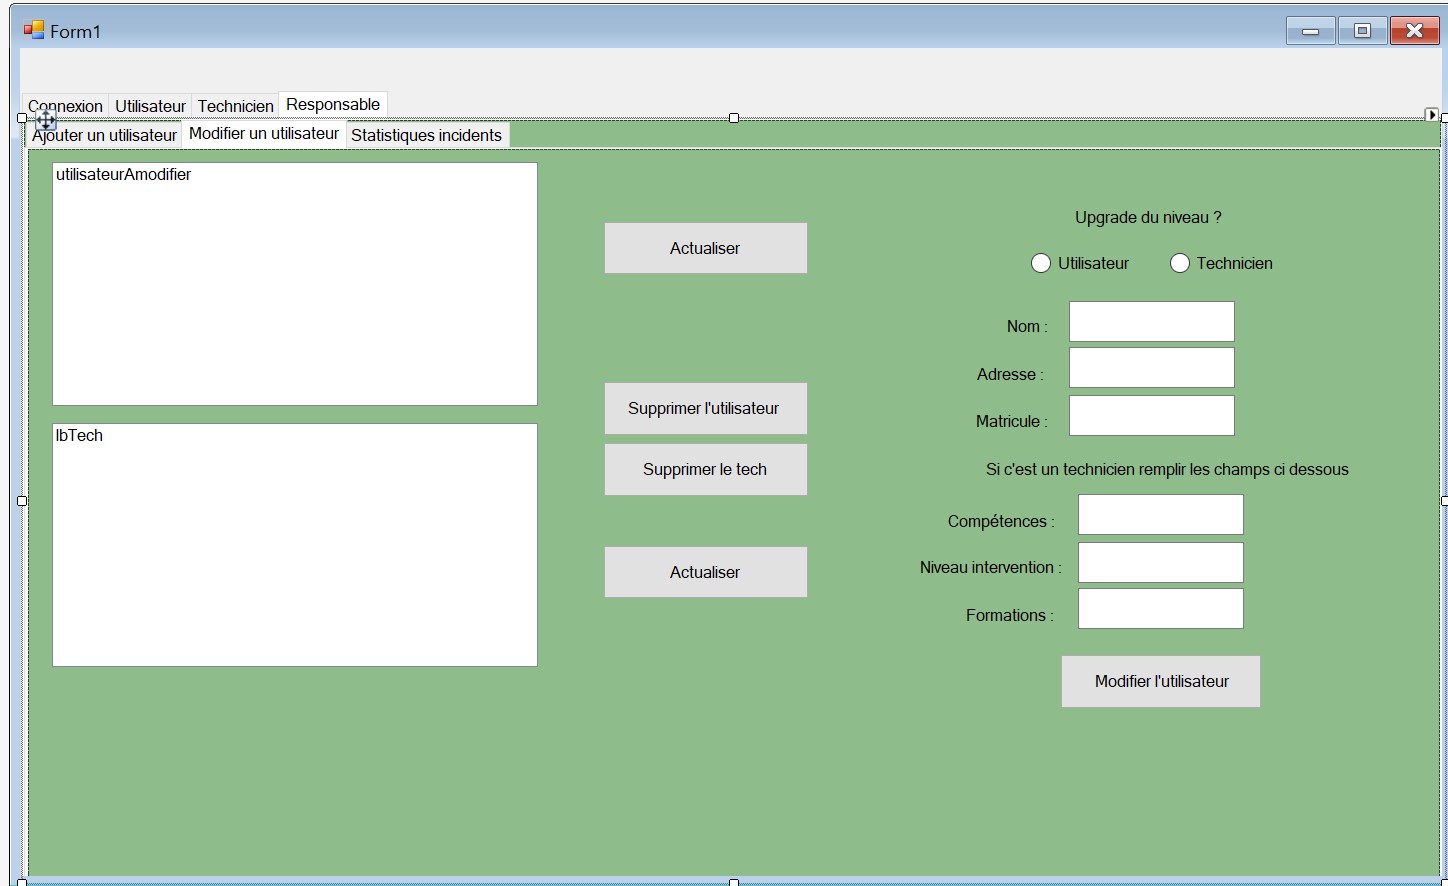 Form1
Connexion Utilisateur Technicien Responsable
Ajouter un utilisateur Modifier un utilisateur Statistiques incidents
utilisateurAmodifier
Actualiser
Upgrade du niveau ?
Utilisateur Technicien
Nom :
Adresse :
Supprimer l'utilisateur
Matricule :
lbTech
Supprimer le tech
Si c'est un technicien remplir les champs ci dessous
Compétences :
Actualiser
Niveau intervention :
Formations :
Modifier l'utilisateur